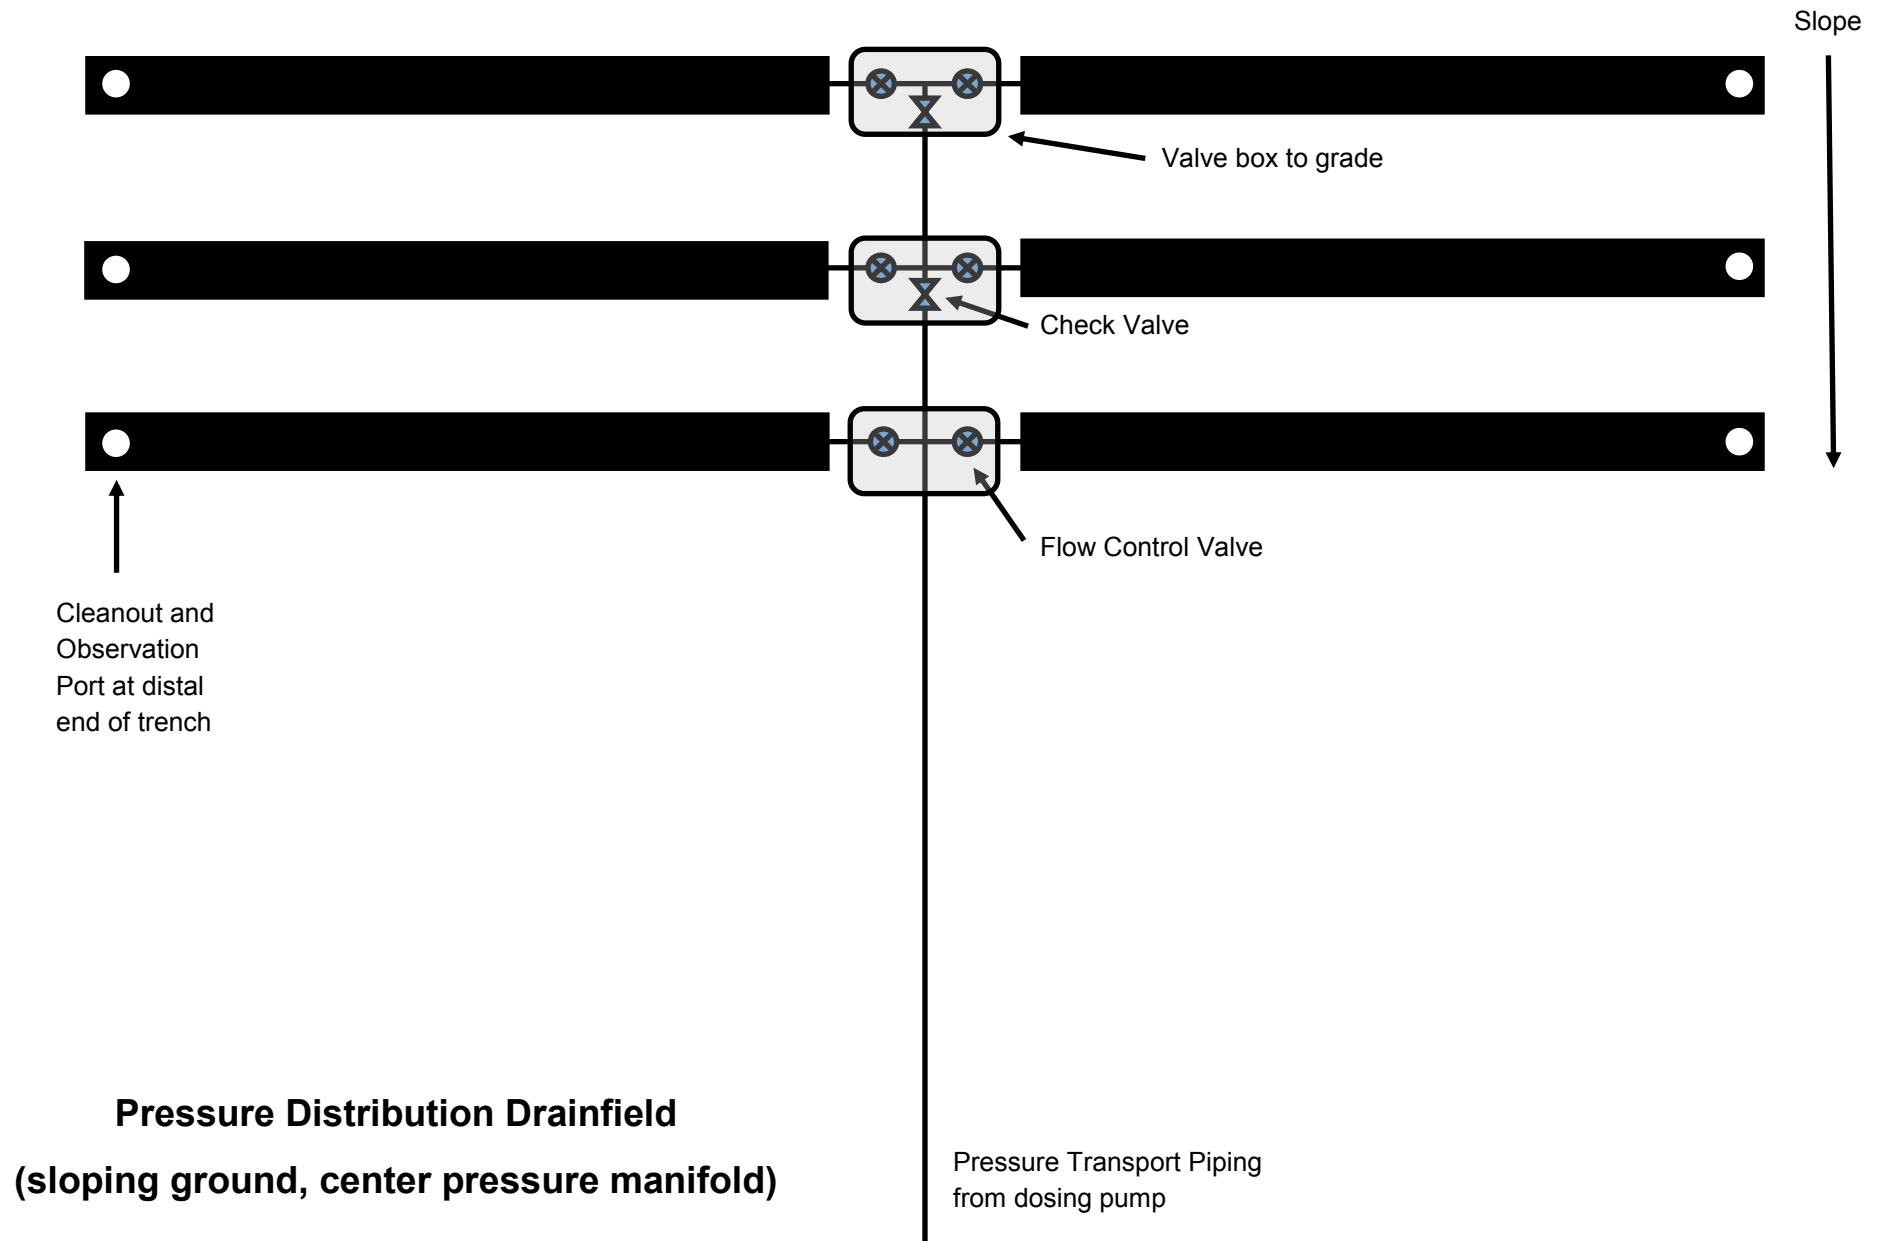 Slope
Valve box to grade
Check Valve
Flow Control Valve
Cleanout and
Observation
Port at distal
end of trench
Pressure Distribution Drainfield
(sloping ground, center pressure manifold)
Pressure Transport Piping
from dosing pump